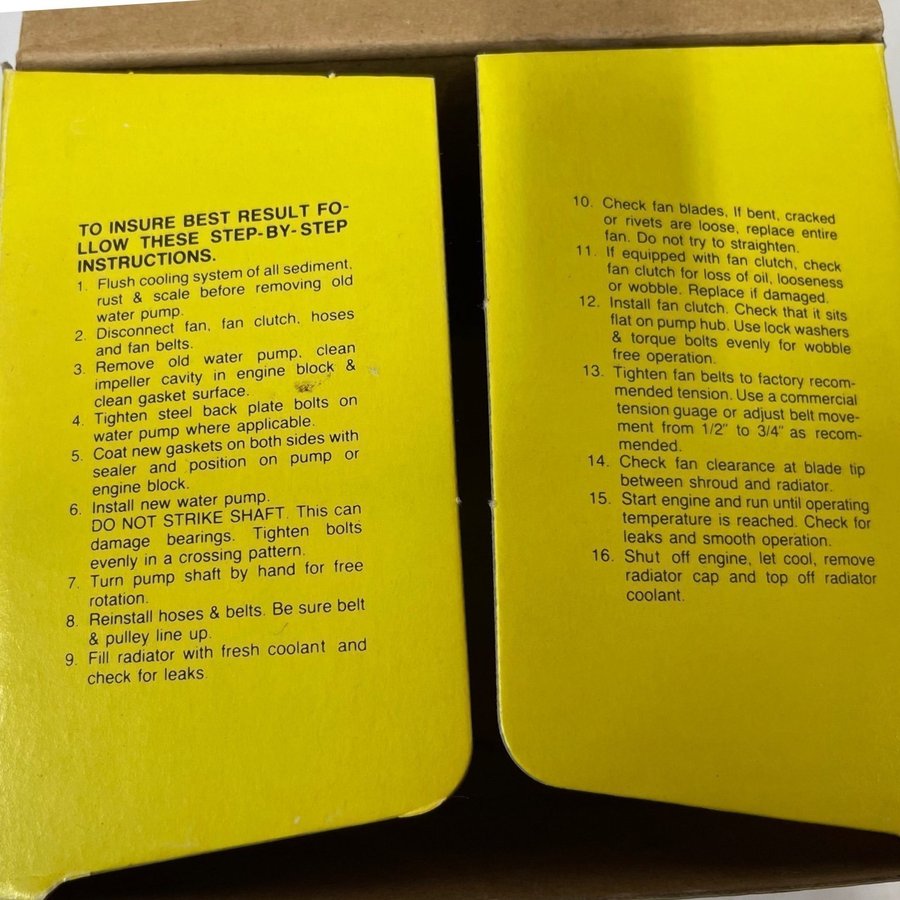 TO INSURE BEST RESULT FO-
LLOW THESE STEP-BY-STEP
INSTRUCTIONS.
1. Flush cooling system of all sediment,
rust & scale before removing old
water pump.
2. Disconnect fan, fan clutch, hoses
and fan belts.
3. Remove old water pump, clean
impeller cavity in engine block &
clean gasket surface.
4. Tighten steel back plate bolts on
water pump where applicable.
5. Coat new gaskets on both sides with
sealer and position on pump or
engine block.
6. Install new water pump.
DO NOT STRIKE SHAFT. This can
damage bearings. Tighten bolts
evenly in a crossing pattern.
7. Turn pump shaft by hand for free
rotation.
8. Reinstall hoses & belts. Be sure belt
& pulley line up.
9. Fill radiator with fresh coolant and
check for leaks.
10. Check fan blades, If bent, cracked
or rivets are loose, replace entire
fan. Do not try to straighten.
11. If equipped with fan clutch, check
fan clutch for loss of oil, looseness
or wobble. Replace if damaged.
12. Install fan clutch. Check that it sits
flat on pump hub. Use lock washers
& torque bolts evenly for wobble
free operation.
13. Tighten fan belts to factory recom-
mended tension. Use a commercial
tension guage or adjust belt move-
ment from 1/2" to 3/4" as recom-
mended.
14. Check fan clearance at blade tip
between shroud and radiator.
15. Start engine and run until operating
temperature is reached. Check for
leaks and smooth operation.
16. Shut off engine, let cool, remove
radiator cap and top off radiator
coolant.